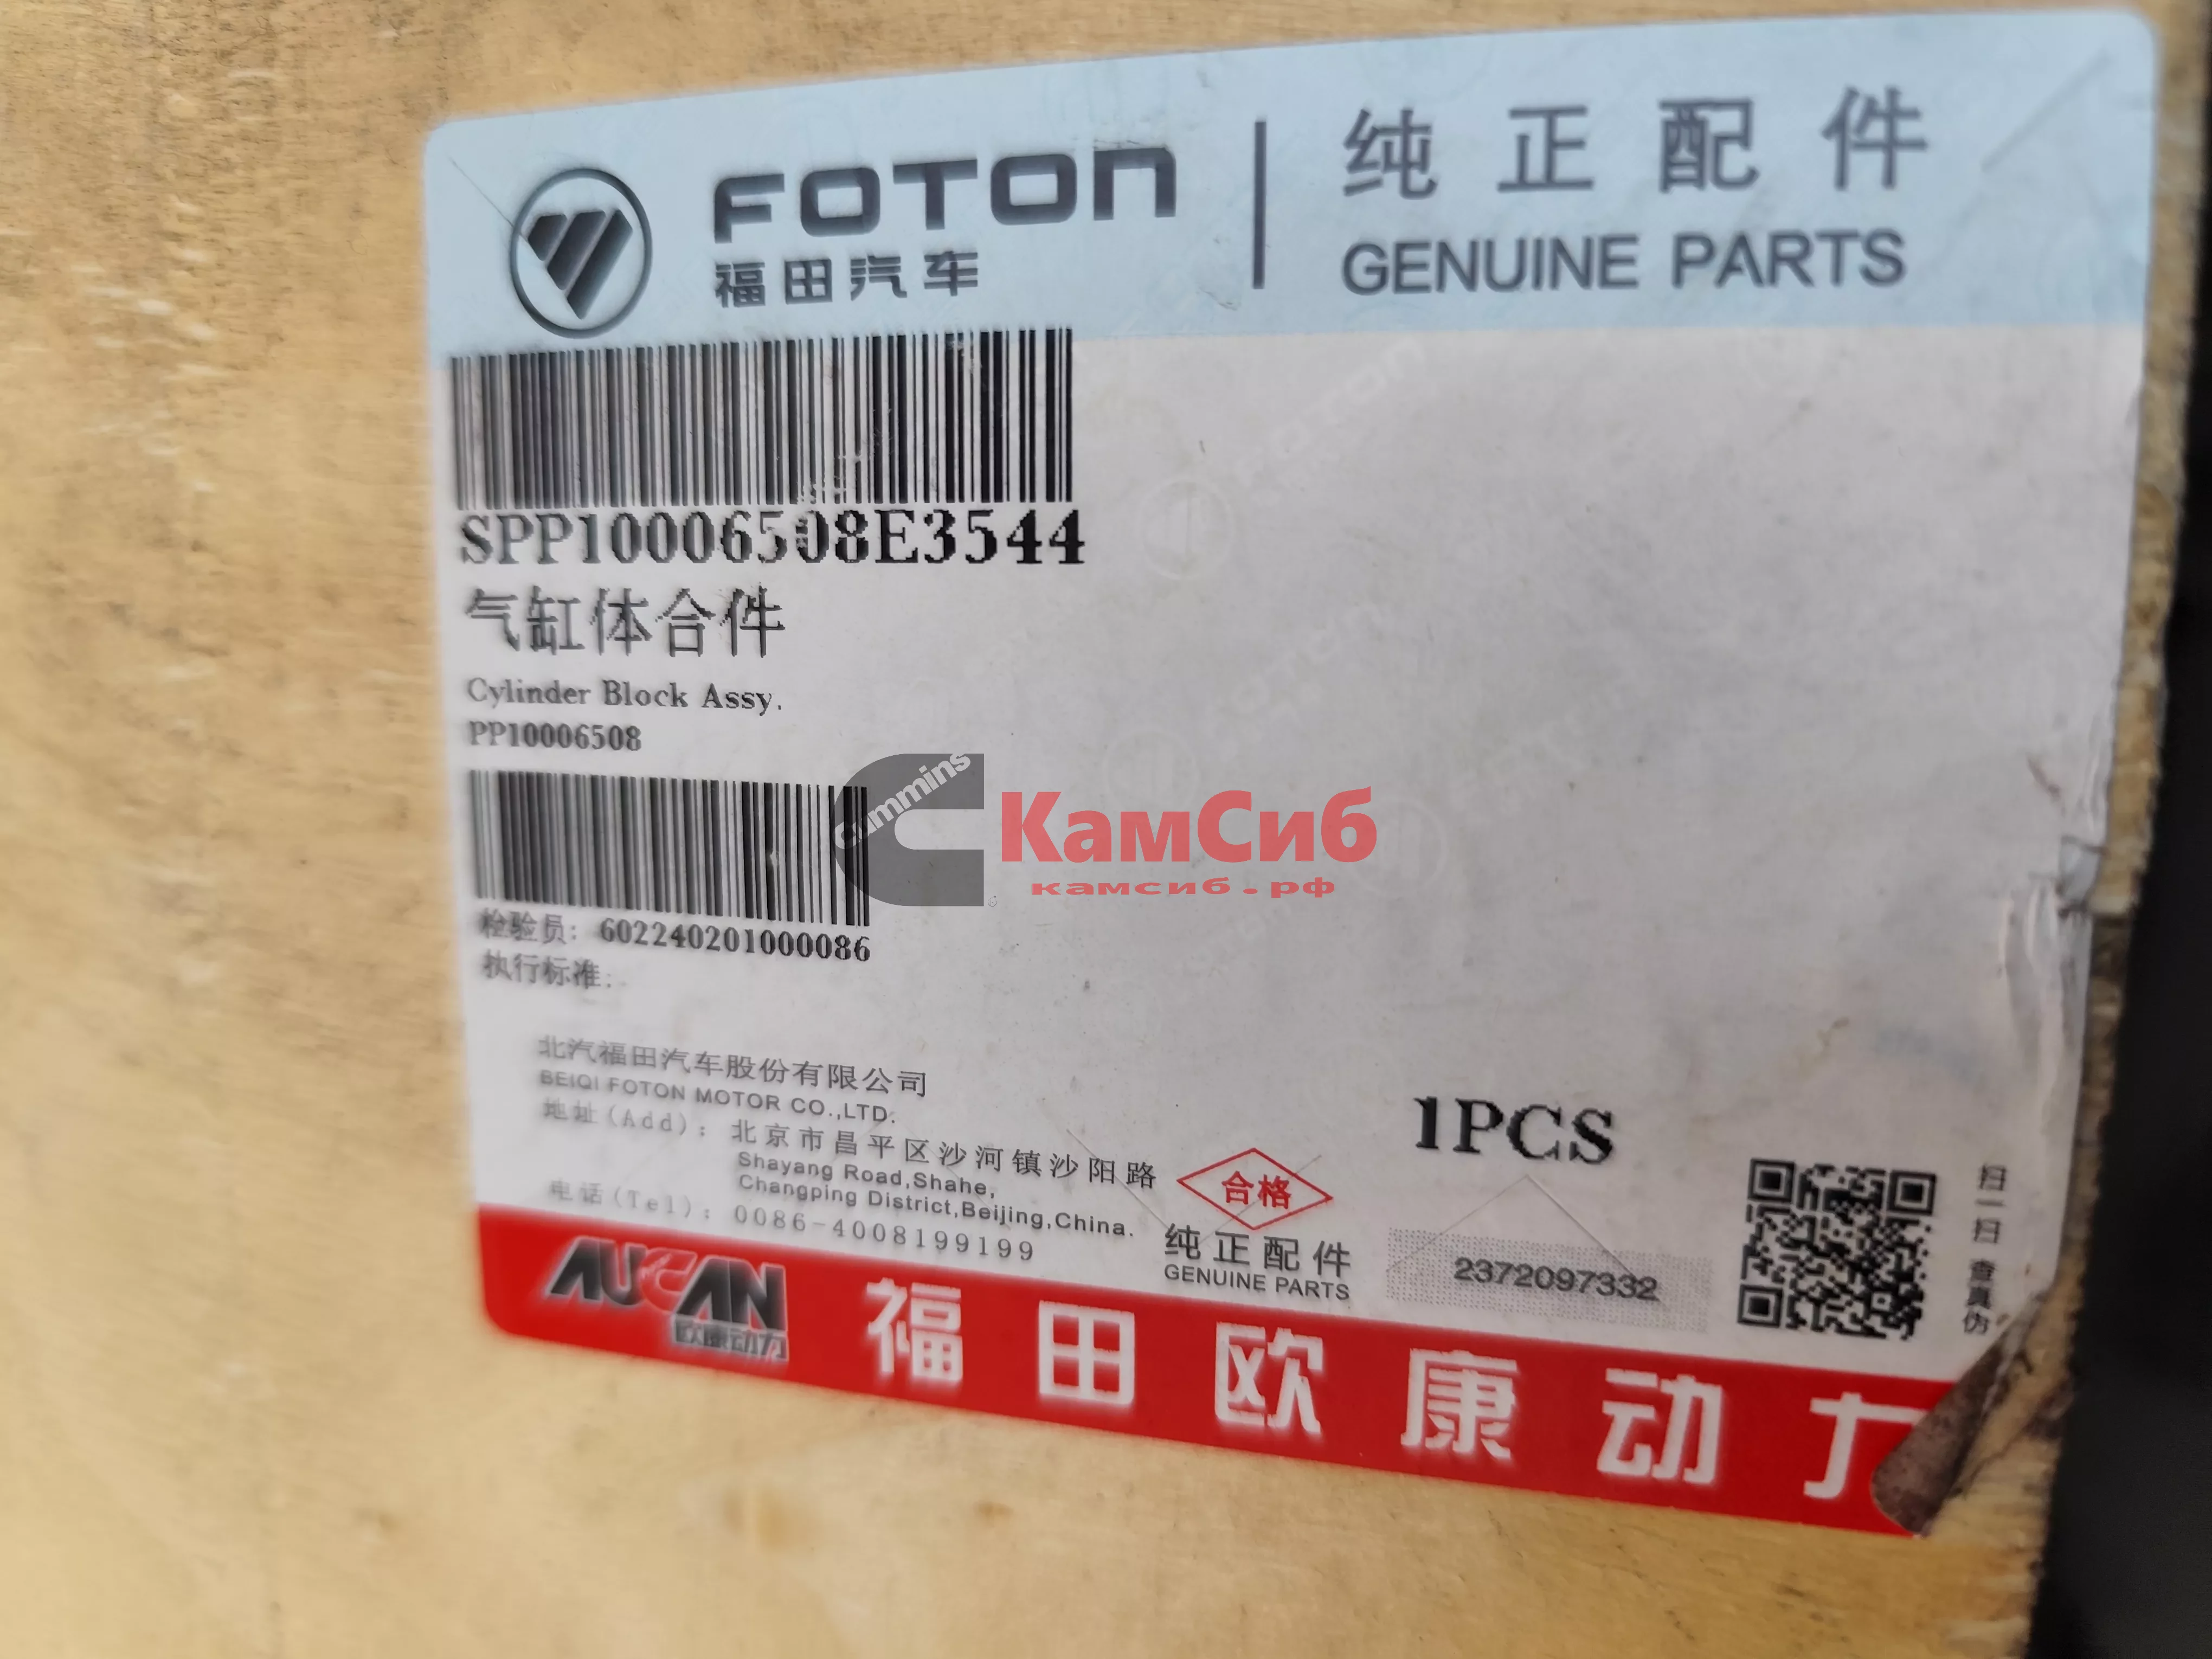 FOTON
福田汽车
纯正配件
GENUINE PARTS
SPP10006508E3544
气缸体合件
Cylinder Block Assy.
PP10006508
cummins
КамСиб
камсиб.рф
检验员: 602240201000086
执行标准:
北汽福田汽车股份有限公司
BEIQI FOTON MOTOR CO.,LTD.
地址(Add): 北京市昌平区沙河镇沙阳路
Shayang Road,Shahe,
Changping District,Beijing,China.
电话(Tel): 0086-4008199199
合格
纯正配件
GENUINE PARTS
1PCS
2372097332
扫一扫 查真伪
AUCAN
欧康动力
福田欧康动力